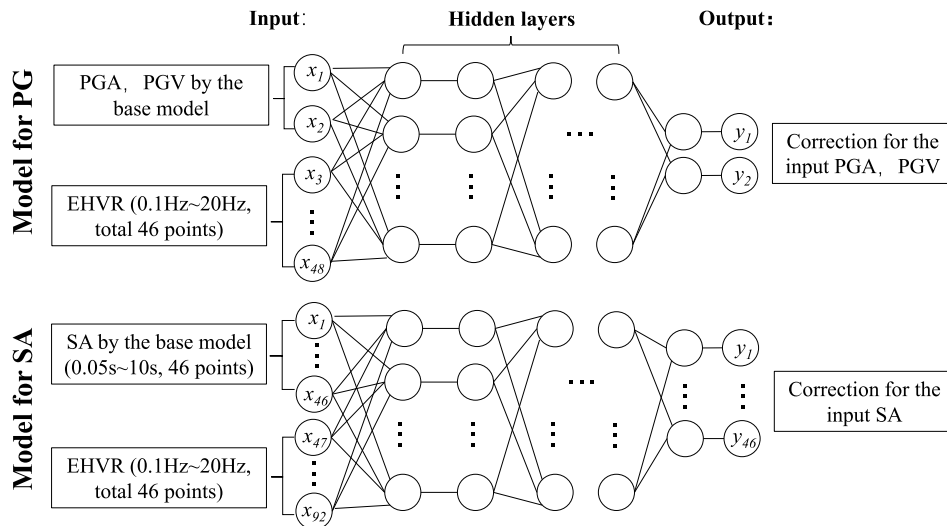 Input:
Hidden layers
Output:
Model for PG
PGA, PGV by the
base model
EHVR (0.1Hz~20Hz,
total 46 points)
x1
x2
x3
x48
y1
y2
Correction for the
input PGA, PGV
Model for SA
SA by the base model
(0.05s~10s, 46 points)
EHVR (0.1Hz~20Hz,
total 46 points)
x1
x46
x47
x92
y1
y46
Correction for the
input SA